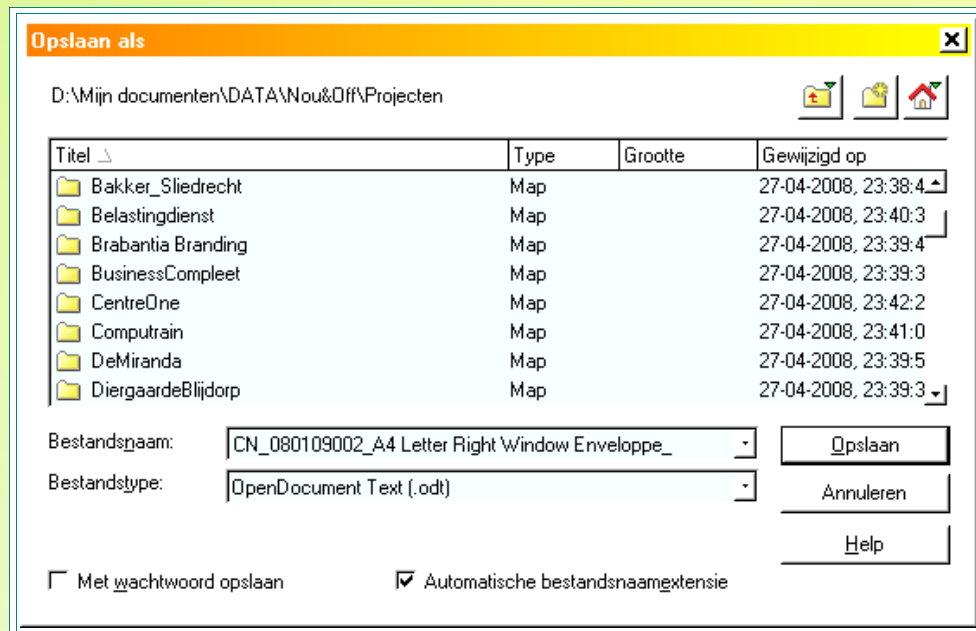 Opslaan als
D:\Mijn documenten\DATA\Nou&Off\Projecten
Titel Type Grootte Gewijzigd op
Bakker_Sliedrecht Map 27-04-2008, 23:38:4
Belastingdienst Map 27-04-2008, 23:40:3
Brabantia Branding Map 27-04-2008, 23:39:4
BusinessCompleet Map 27-04-2008, 23:39:3
CentreOne Map 27-04-2008, 23:42:2
Computrain Map 27-04-2008, 23:41:0
DeMiranda Map 27-04-2008, 23:39:5
DiergaardeBlijdorp Map 27-04-2008, 23:39:3
Bestandsnaam: CN_080109002_A4 Letter Right Window Enveloppe_ Opslaan
Bestandstype: OpenDocument Text (.odt) Annuleren
Help
Met wachtwoord opslaan Automatische bestandsnaamextensie